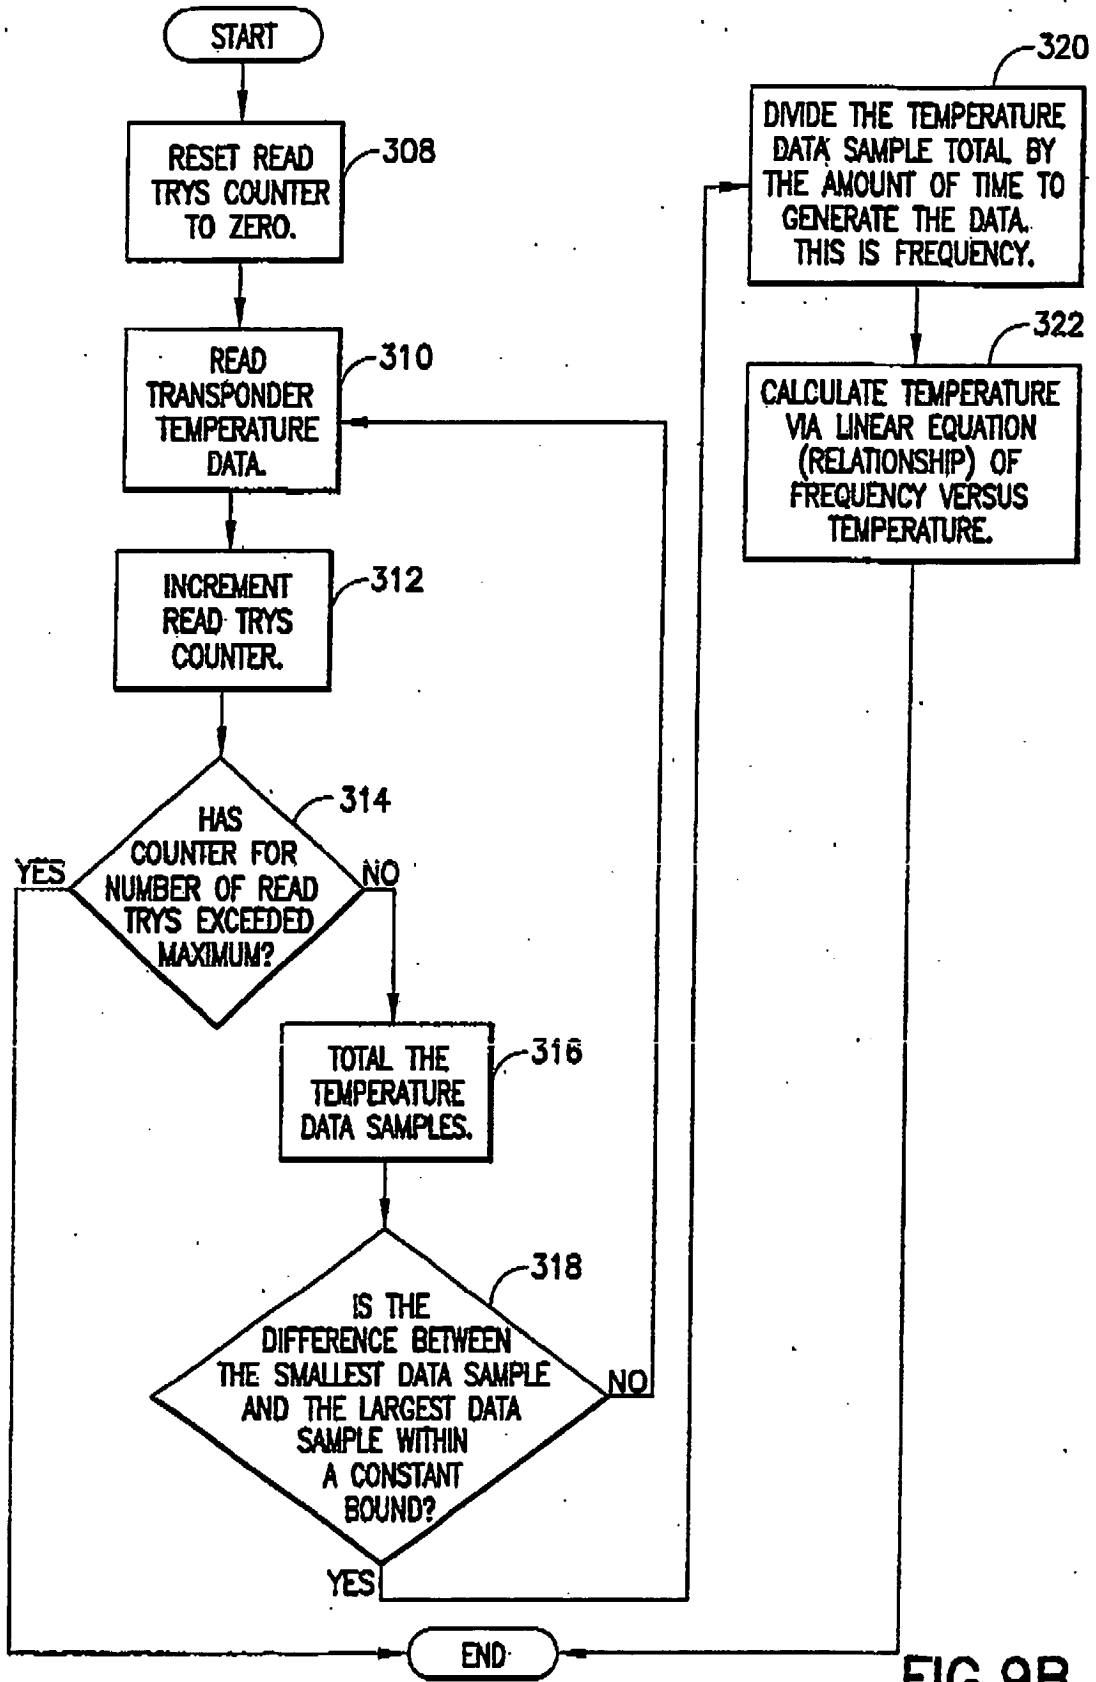 START
RESET READ
TRYS COUNTER
TO ZERO.
308
READ
TRANSPONDER
TEMPERATURE
DATA.
310
INCREMENT
READ TRYS
COUNTER.
312
HAS
COUNTER FOR
NUMBER OF READ
TRYS EXCEEDED
MAXIMUM?
314
YES
NO
TOTAL THE
TEMPERATURE
DATA SAMPLES.
316
IS THE
DIFFERENCE BETWEEN
THE SMALLEST DATA SAMPLE
AND THE LARGEST DATA
SAMPLE WITHIN
A CONSTANT
BOUND?
318
NO
YES
320
DIVIDE THE TEMPERATURE
DATA SAMPLE TOTAL BY
THE AMOUNT OF TIME TO
GENERATE THE DATA.
THIS IS FREQUENCY.
322
CALCULATE TEMPERATURE
VIA LINEAR EQUATION
(RELATIONSHIP) OF
FREQUENCY VERSUS
TEMPERATURE.
END
FIG.9B